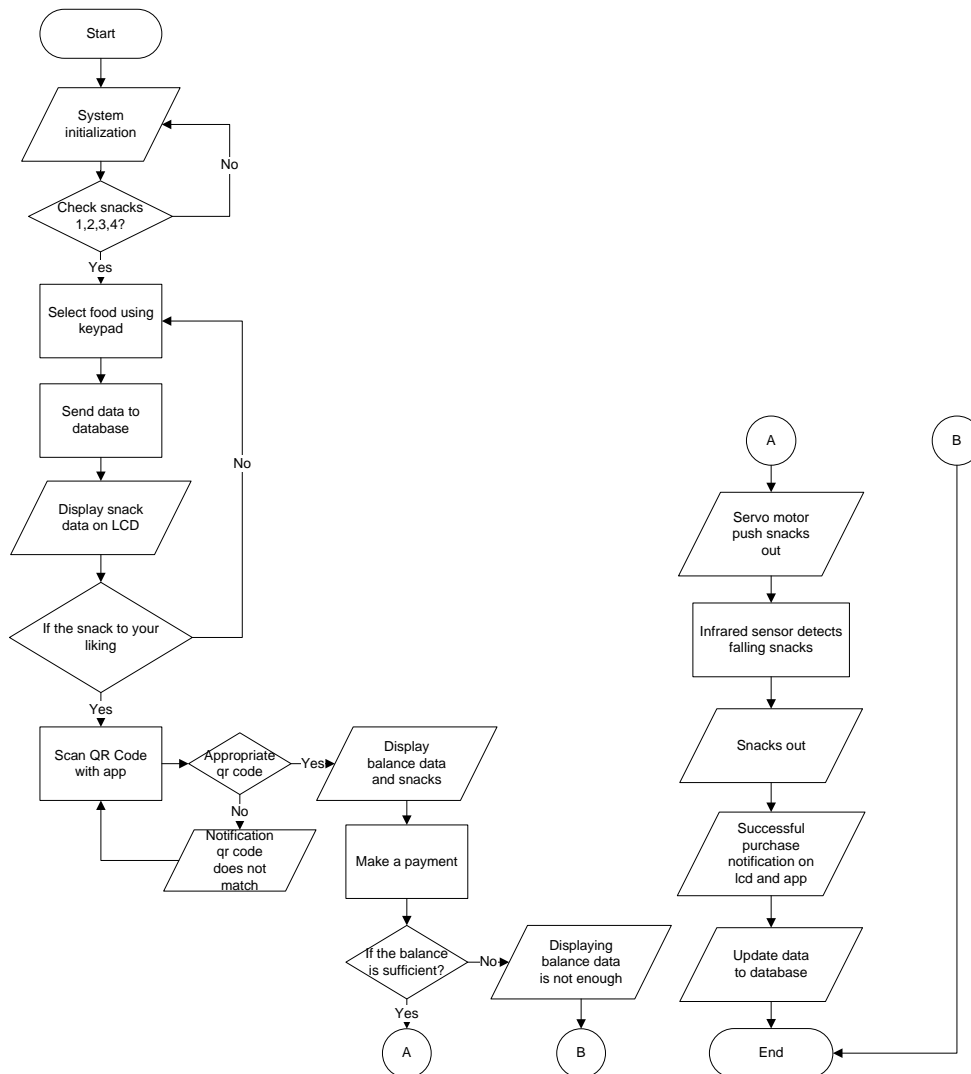 Start
System
initialization
No
Check snacks
1,2,3,4?
Yes
Select food using
keypad
Send data to
database
No
Display snack
data on LCD
If the snack to your
liking
Yes
Scan QR Code
with app
Appropriate
qr code
Yes
No
Notification
qr code
does not
match
Display
balance data
and snacks
Make a payment
If the balance
is sufficient?
No
Displaying
balance data
is not enough
Yes
A
B
A
B
Servo motor
push snacks
out
Infrared sensor detects
falling snacks
Snacks out
Successful
purchase
notification on
lcd and app
Update data
to database
End